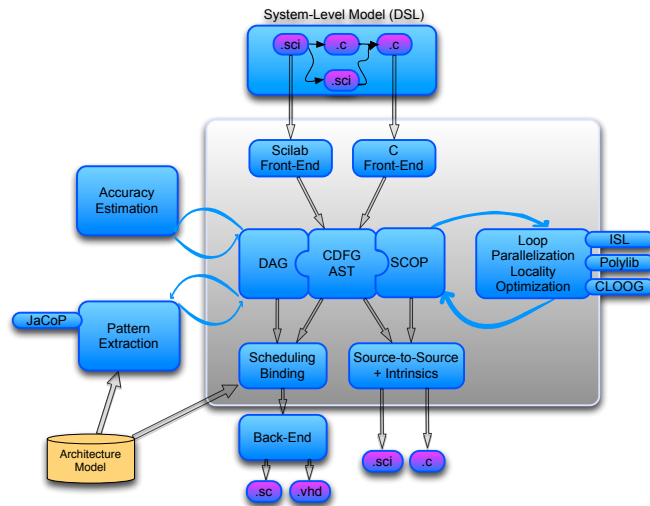 System-Level Model (DSL)
.sci
.c
.c
.sci
Scilab
Front-End
C
Front-End
Accuracy
Estimation
DAG
CDFG
AST
SCOP
Loop
Parallelization
Locality
Optimization
ISL
Polylib
CLOOG
JaCoP
Pattern
Extraction
Scheduling
Binding
Source-to-Source
+ Intrinsics
Architecture
Model
Back-End
.sci
.c
.sc
.vhd